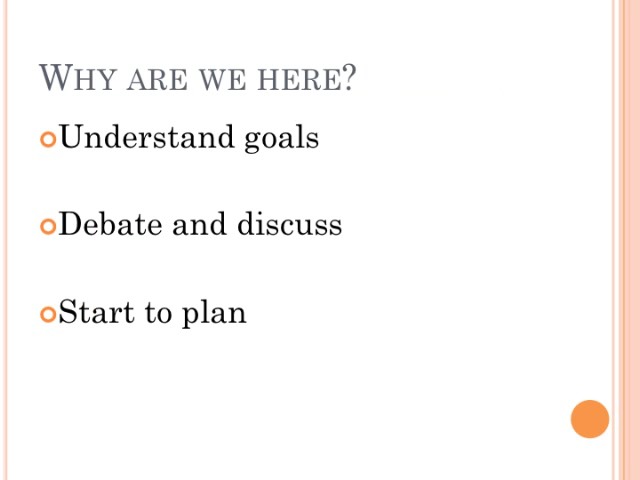 Why are we here?
Understand goals
Debate and discuss
Start to plan